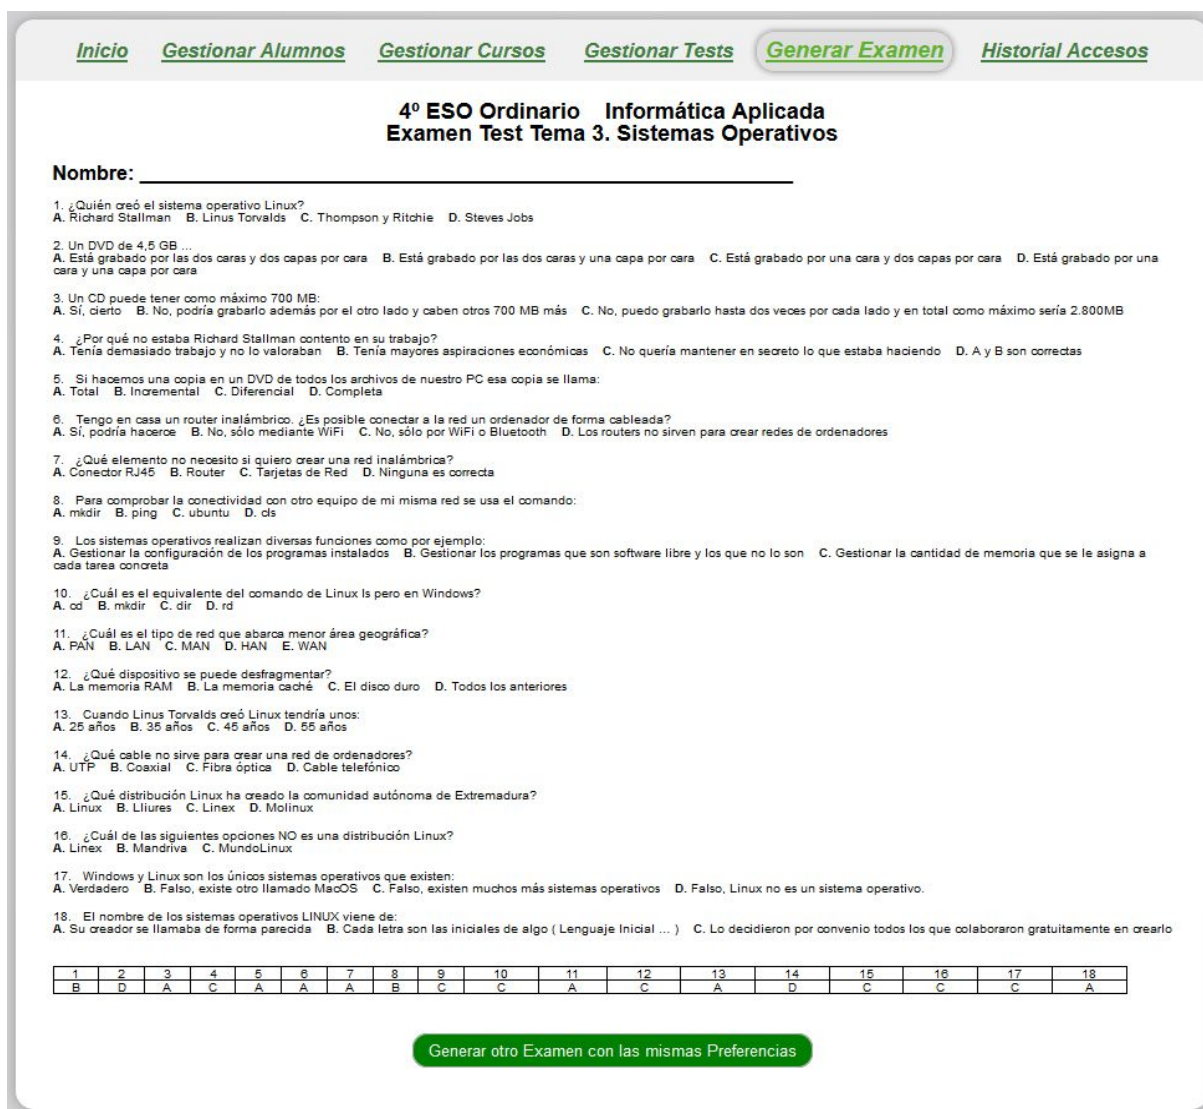 Inicio Gestionar Alumnos Gestionar Cursos Gestionar Tests Generar Examen Historial Accesos
4º ESO Ordinario Informática Aplicada
Examen Test Tema 3. Sistemas Operativos
Nombre:
1. ¿Quién creó el sistema operativo Linux?
A. Richard Stallman B. Linus Torvalds C. Thompson y Ritchie D. Steves Jobs
2. Un DVD de 4,5 GB ...
A. Está grabado por las dos caras y dos capas por cara B. Está grabado por las dos caras y una capa por cara C. Está grabado por una cara y dos capas por cara D. Está grabado por una
cara y una capa por cara
3. Un CD puede tener como máximo 700 MB:
A. Sí, cierto B. No, podría grabarlo además por el otro lado y caben otros 700 MB más C. No, puedo grabarlo hasta dos veces por cada lado y en total como máximo sería 2.800MB
4. ¿Por qué no estaba Richard Stallman contento en su trabajo?
A. Tenía demasiado trabajo y no lo valoraban B. Tenía mayores aspiraciones económicas C. No quería mantener en secreto lo que estaba haciendo D. A y B son correctas
5. Si hacemos una copia en un DVD de todos los archivos de nuestro PC esa copia se llama:
A. Total B. Incremental C. Diferencial D. Completa
6. Tengo en casa un router inalámbrico. ¿Es posible conectar a la red un ordenador de forma cableada?
A. Sí, podría hacerce B. No, sólo mediante WiFi C. No, sólo por WiFi o Bluetooth D. Los routers no sirven para crear redes de ordenadores
7. ¿Qué elemento no necesito si quiero crear una red inalámbrica?
A. Conector RJ45 B. Router C. Tarjetas de Red D. Ninguna es correcta
8. Para comprobar la conectividad con otro equipo de mi misma red se usa el comando:
A. mkdir B. ping C. ubuntu D. cls
9. Los sistemas operativos realizan diversas funciones como por ejemplo:
A. Gestionar la configuración de los programas instalados B. Gestionar los programas que son software libre y los que no lo son C. Gestionar la cantidad de memoria que se le asigna a
cada tarea concreta
10. ¿Cuál es el equivalente del comando de Linux ls pero en Windows?
A. cd B. mkdir C. dir D. rd
11. ¿Cuál es el tipo de red que abarca menor área geográfica?
A. PAN B. LAN C. MAN D. HAN E. WAN
12. ¿Qué dispositivo se puede desfragmentar?
A. La memoria RAM B. La memoria caché C. El disco duro D. Todos los anteriores
13. Cuando Linus Torvalds creó Linux tendría unos:
A. 25 años B. 35 años C. 45 años D. 55 años
14. ¿Qué cable no sirve para crear una red de ordenadores?
A. UTP B. Coaxial C. Fibra óptica D. Cable telefónico
15. ¿Qué distribución Linux ha creado la comunidad autónoma de Extremadura?
A. Linux B. Lliures C. Linex D. Molinux
16. ¿Cuál de las siguientes opciones NO es una distribución Linux?
A. Linex B. Mandriva C. MundoLinux
17. Windows y Linux son los únicos sistemas operativos que existen:
A. Verdadero B. Falso, existe otro llamado MacOS C. Falso, existen muchos más sistemas operativos D. Falso, Linux no es un sistema operativo.
18. El nombre de los sistemas operativos LINUX viene de:
A. Su creador se llamaba de forma parecida B. Cada letra son las iniciales de algo ( Lenguaje Inicial ... ) C. Lo decidieron por convenio todos los que colaboraron gratuitamente en crearlo
1 2 3 4 5 6 7 8 9 10 11 12 13 14 15 16 17 18
B D A C A A A B C C A C A D C C C A
Generar otro Examen con las mismas Preferencias